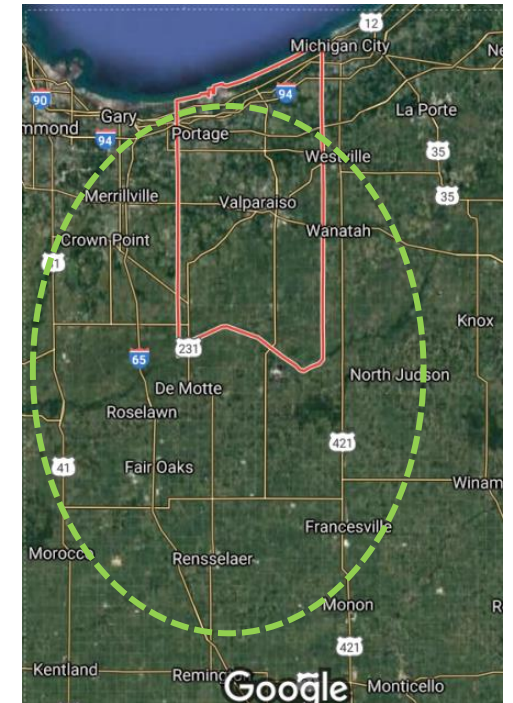 12
Michigan City
Ne
90
94
Gary
La Porte
mmond
94
Portage
35
Westville
35
Merrillville
Valparaiso
Wanatah
Crown Point
41
Knox
231
65
North Judson
De Motte
Roselawn
421
41
Fair Oaks
Winam
Francesville
Morocco
Rensselaer
Monon
R
421
Kentland
Remington
Google
Monticello